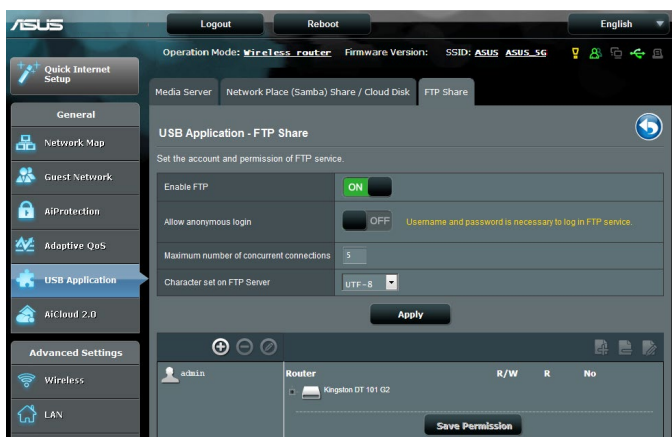 ASUS
Logout
Reboot
English
Operation Mode: Wireless router Firmware Version: SSID: ASUS ASUS_5G
Quick Internet
Setup
General
Network Map
Guest Network
AiProtection
Adaptive QoS
USB Application
AiCloud 2.0
Advanced Settings
Wireless
LAN
Media Server
Network Place (Samba) Share / Cloud Disk
FTP Share
USB Application - FTP Share
Set the account and permission of FTP service.
Enable FTP
ON
Allow anonymous login
OFF
Username and password is necessary to log in FTP service.
Maximum number of concurrent connections
5
Character set on FTP Server
UTF-8
Apply
admin
Router
R/W
R
No
Kingston DT 101 G2
Save Permission